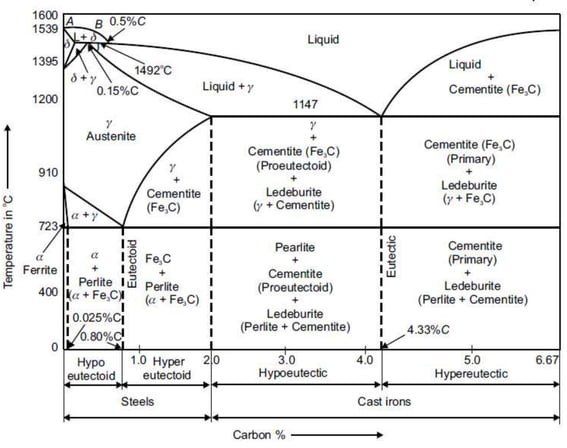 1600
1539
1395
1200
910
723
400
0
Temperature in °C
A
B
0.5%C
L + δ
δ
δ + γ
1492°C
0.15%C
Liquid
Liquid + γ
Liquid
+
Cementite (Fe₃C)
1147
γ
Austenite
γ
+
Cementite
(Fe₃C)
γ
+
Cementite (Fe₃C)
(Proeutectoid)
+
Ledeburite
(γ + Cementite)
Cementite (Fe₃C)
(Primary)
+
Ledeburite
(γ + Fe₃C)
α + γ
α
Ferrite
α
+
Perlite
(α + Fe₃C)
0.025%C
0.80%C
Eutectoid
Fe₃C
+
Perlite
(α + Fe₃C)
Pearlite
+
Cementite
(Proeutectoid)
+
Ledeburite
(Perlite + Cementite)
Eutectic
Cementite
(Primary)
+
Ledeburite
(Perlite + Cementite)
4.33%C
1.0
2.0
3.0
4.0
5.0
6.67
Hypo
eutectoid
Hyper
eutectoid
Hypoeutectic
Hypereutectic
Steels
Cast irons
Carbon %